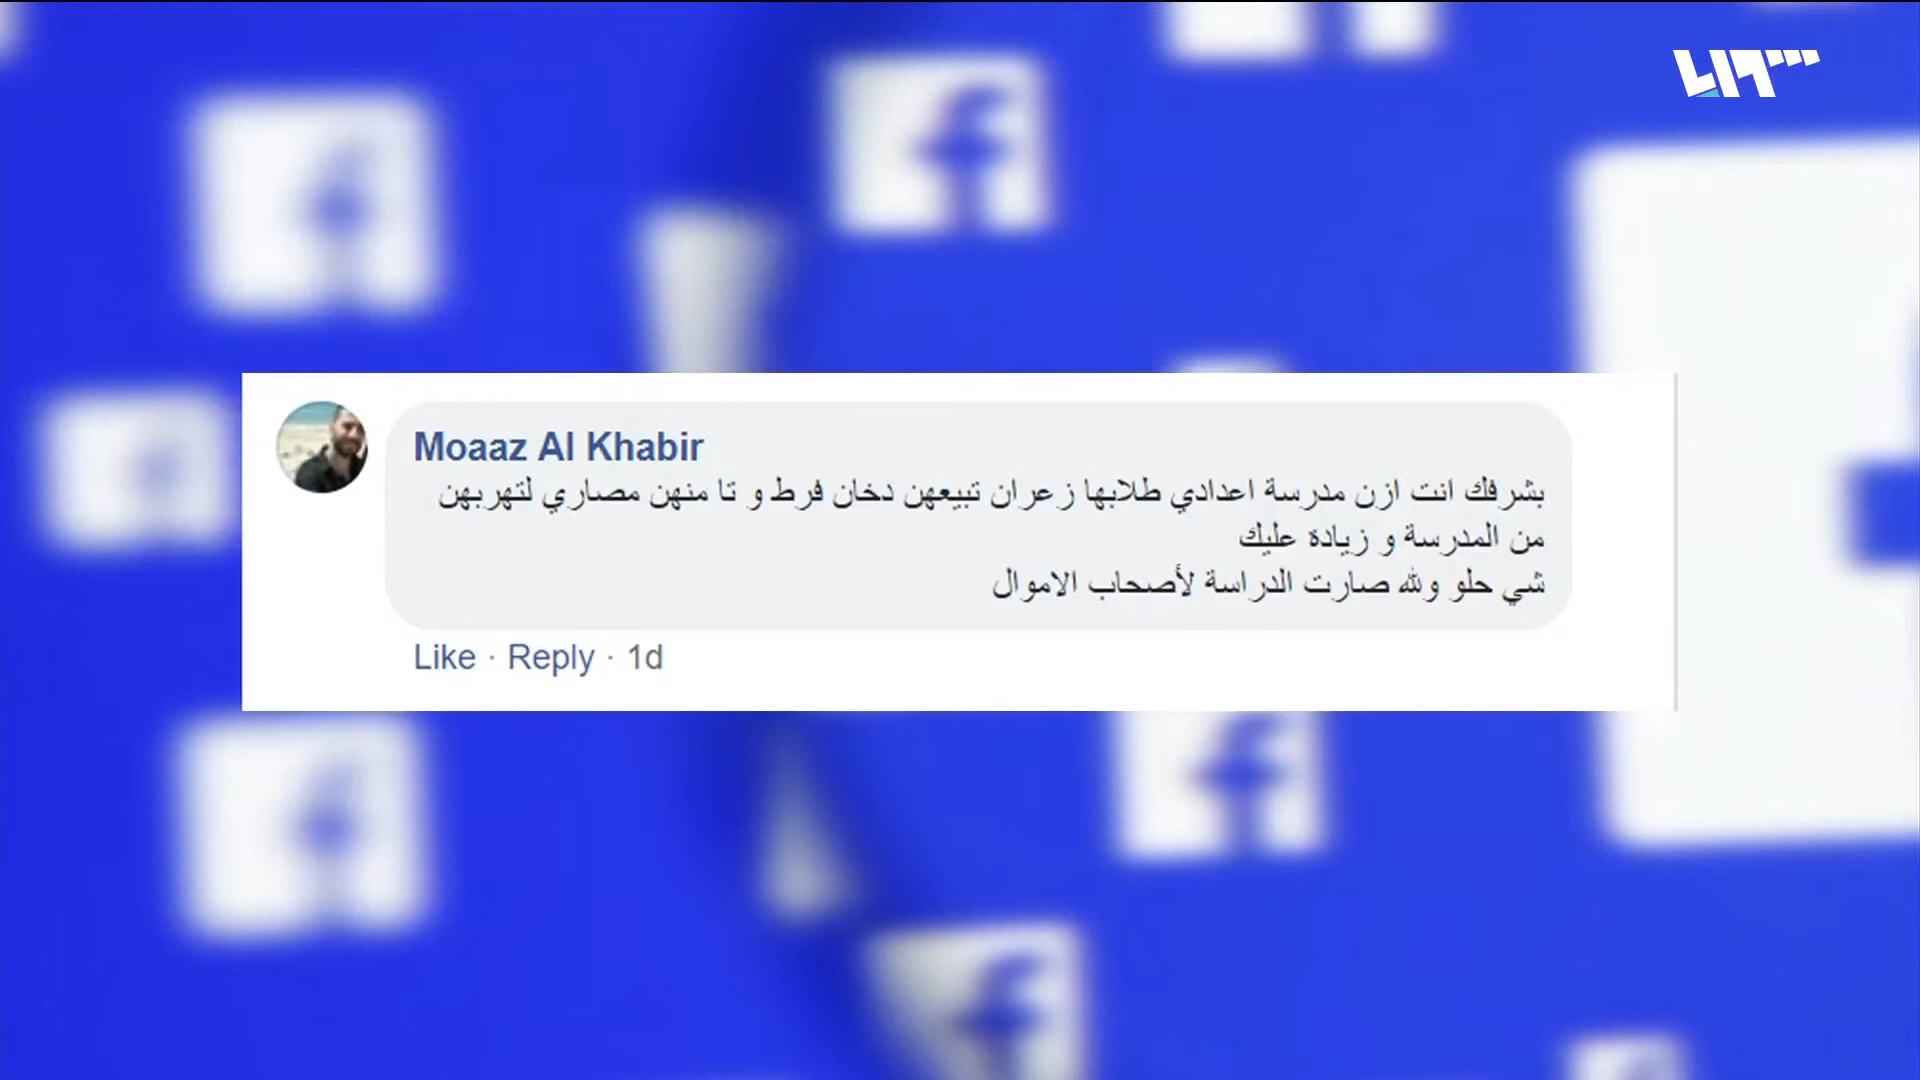 Moaaz Al Khabir
بشرفك انت ازن مدرسة اعدادي طلابها زعران تبيعهن دخان فرط و تا منهن مصاري لتهربهن
من المدرسة و زيادة عليك
شي حلو ولله صارت الدراسة لأصحاب الاموال
Like · Reply · 1d